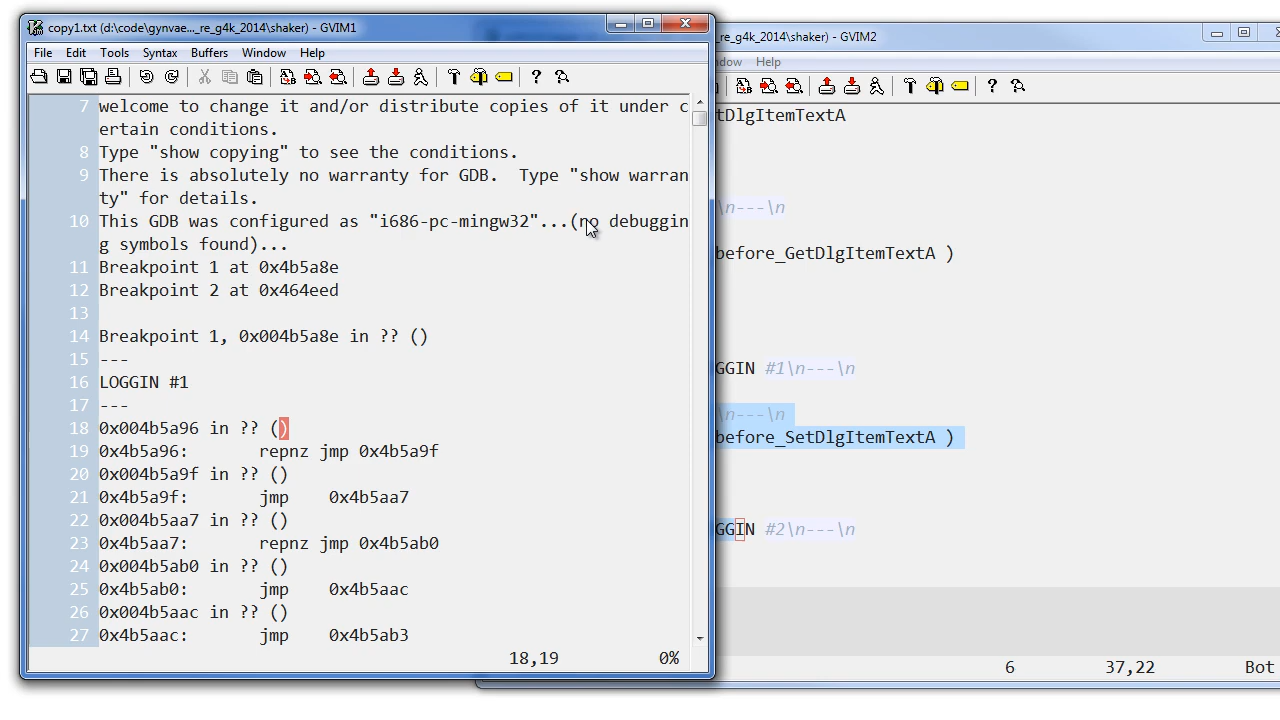 copy1.txt (d:\code\gynvae..._re_g4k_2014\shaker) - GVIM1
File Edit Tools Syntax Buffers Window Help
7 welcome to change it and/or distribute copies of it under c
ertain conditions.
8 Type "show copying" to see the conditions.
9 There is absolutely no warranty for GDB.  Type "show warran
ty" for details.
10 This GDB was configured as "i686-pc-mingw32"...(no debuggin
g symbols found)...
11 Breakpoint 1 at 0x4b5a8e
12 Breakpoint 2 at 0x464eed
13
14 Breakpoint 1, 0x004b5a8e in ?? ()
15 ---
16 LOGGIN #1
17 ---
18 0x004b5a96 in ?? ()
19 0x4b5a96:       repnz jmp 0x4b5a9f
20 0x004b5a9f in ?? ()
21 0x4b5a9f:       jmp    0x4b5aa7
22 0x004b5aa7 in ?? ()
23 0x4b5aa7:       repnz jmp 0x4b5ab0
24 0x004b5ab0 in ?? ()
25 0x4b5ab0:       jmp    0x4b5aac
26 0x004b5aac in ?? ()
27 0x4b5aac:       jmp    0x4b5ab3
18,19 0%
_re_g4k_2014\shaker) - GVIM2
ndow Help
tDlgItemTextA
\n---\n
before_GetDlgItemTextA )
GGIN #1\n---\n
\n---\n
before_SetDlgItemTextA )
GGIN #2\n---\n
6 37,22 Bot